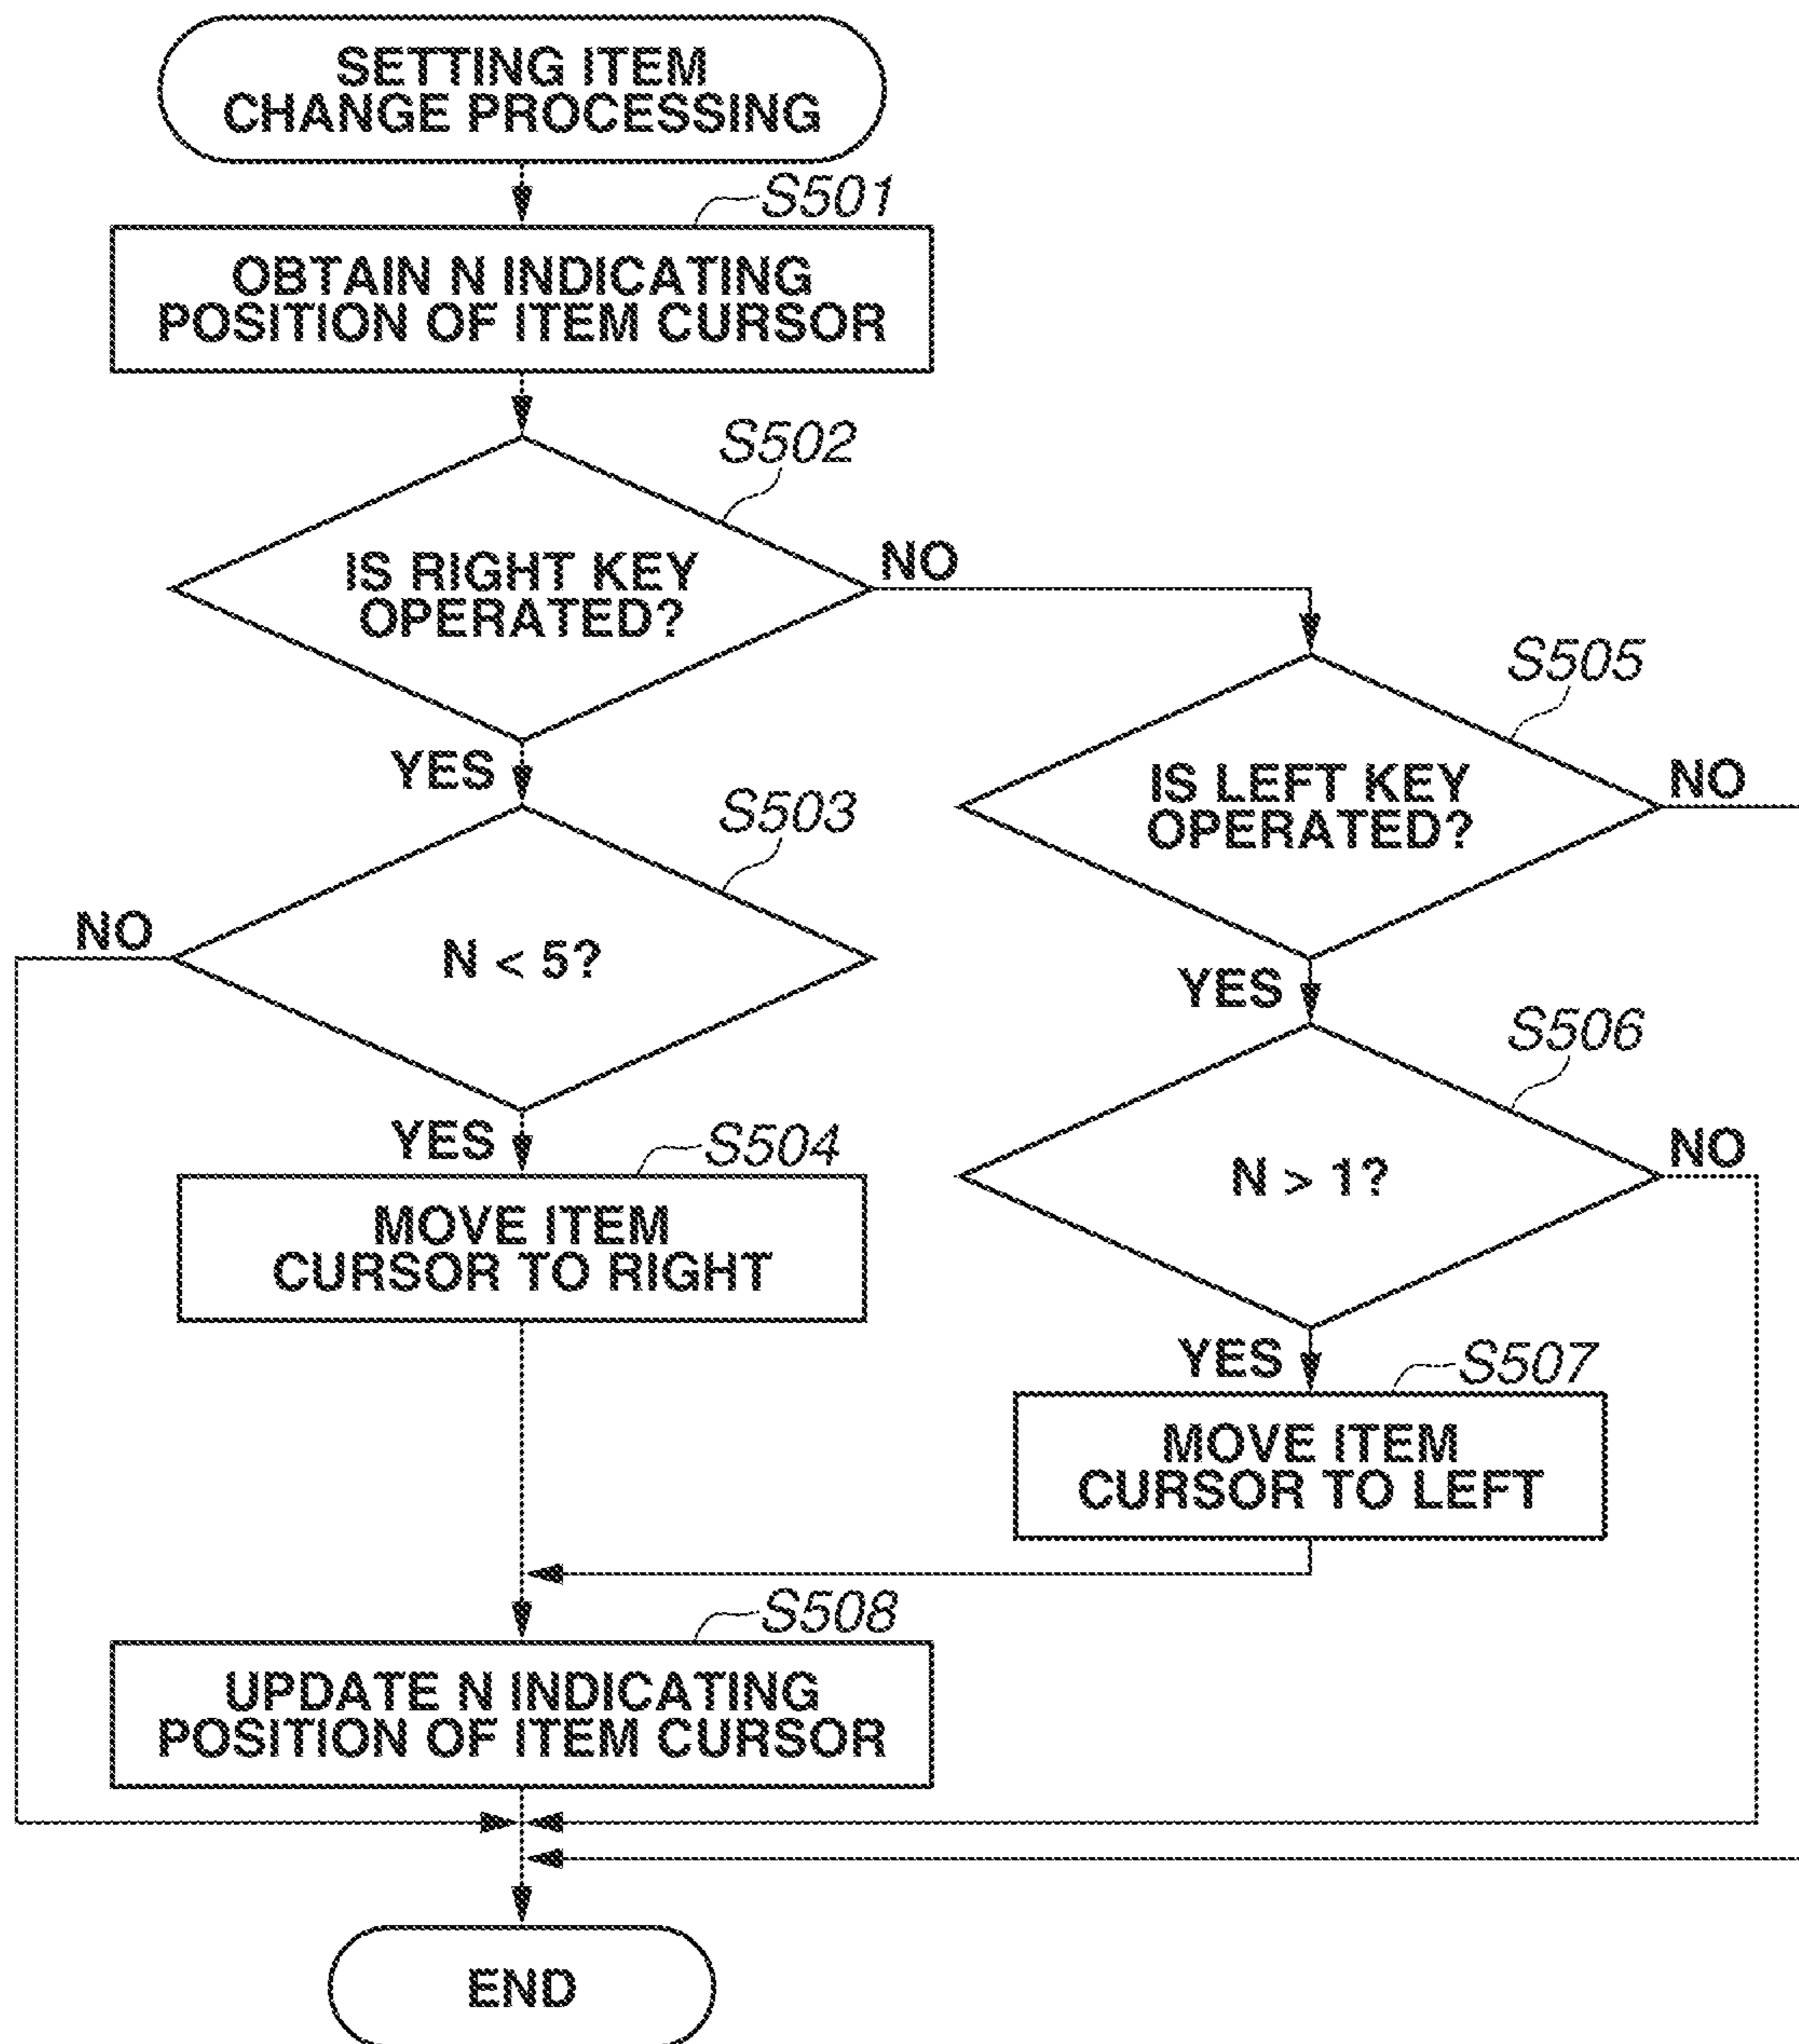 SETTING ITEM
CHANGE PROCESSING
S501
OBTAIN N INDICATING
POSITION OF ITEM CURSOR
S502
IS RIGHT KEY
OPERATED?
NO
YES
S503
N < 5?
NO
YES
S504
MOVE ITEM
CURSOR TO RIGHT
S505
IS LEFT KEY
OPERATED?
NO
YES
S506
N > 1?
NO
YES
S507
MOVE ITEM
CURSOR TO LEFT
S508
UPDATE N INDICATING
POSITION OF ITEM CURSOR
END